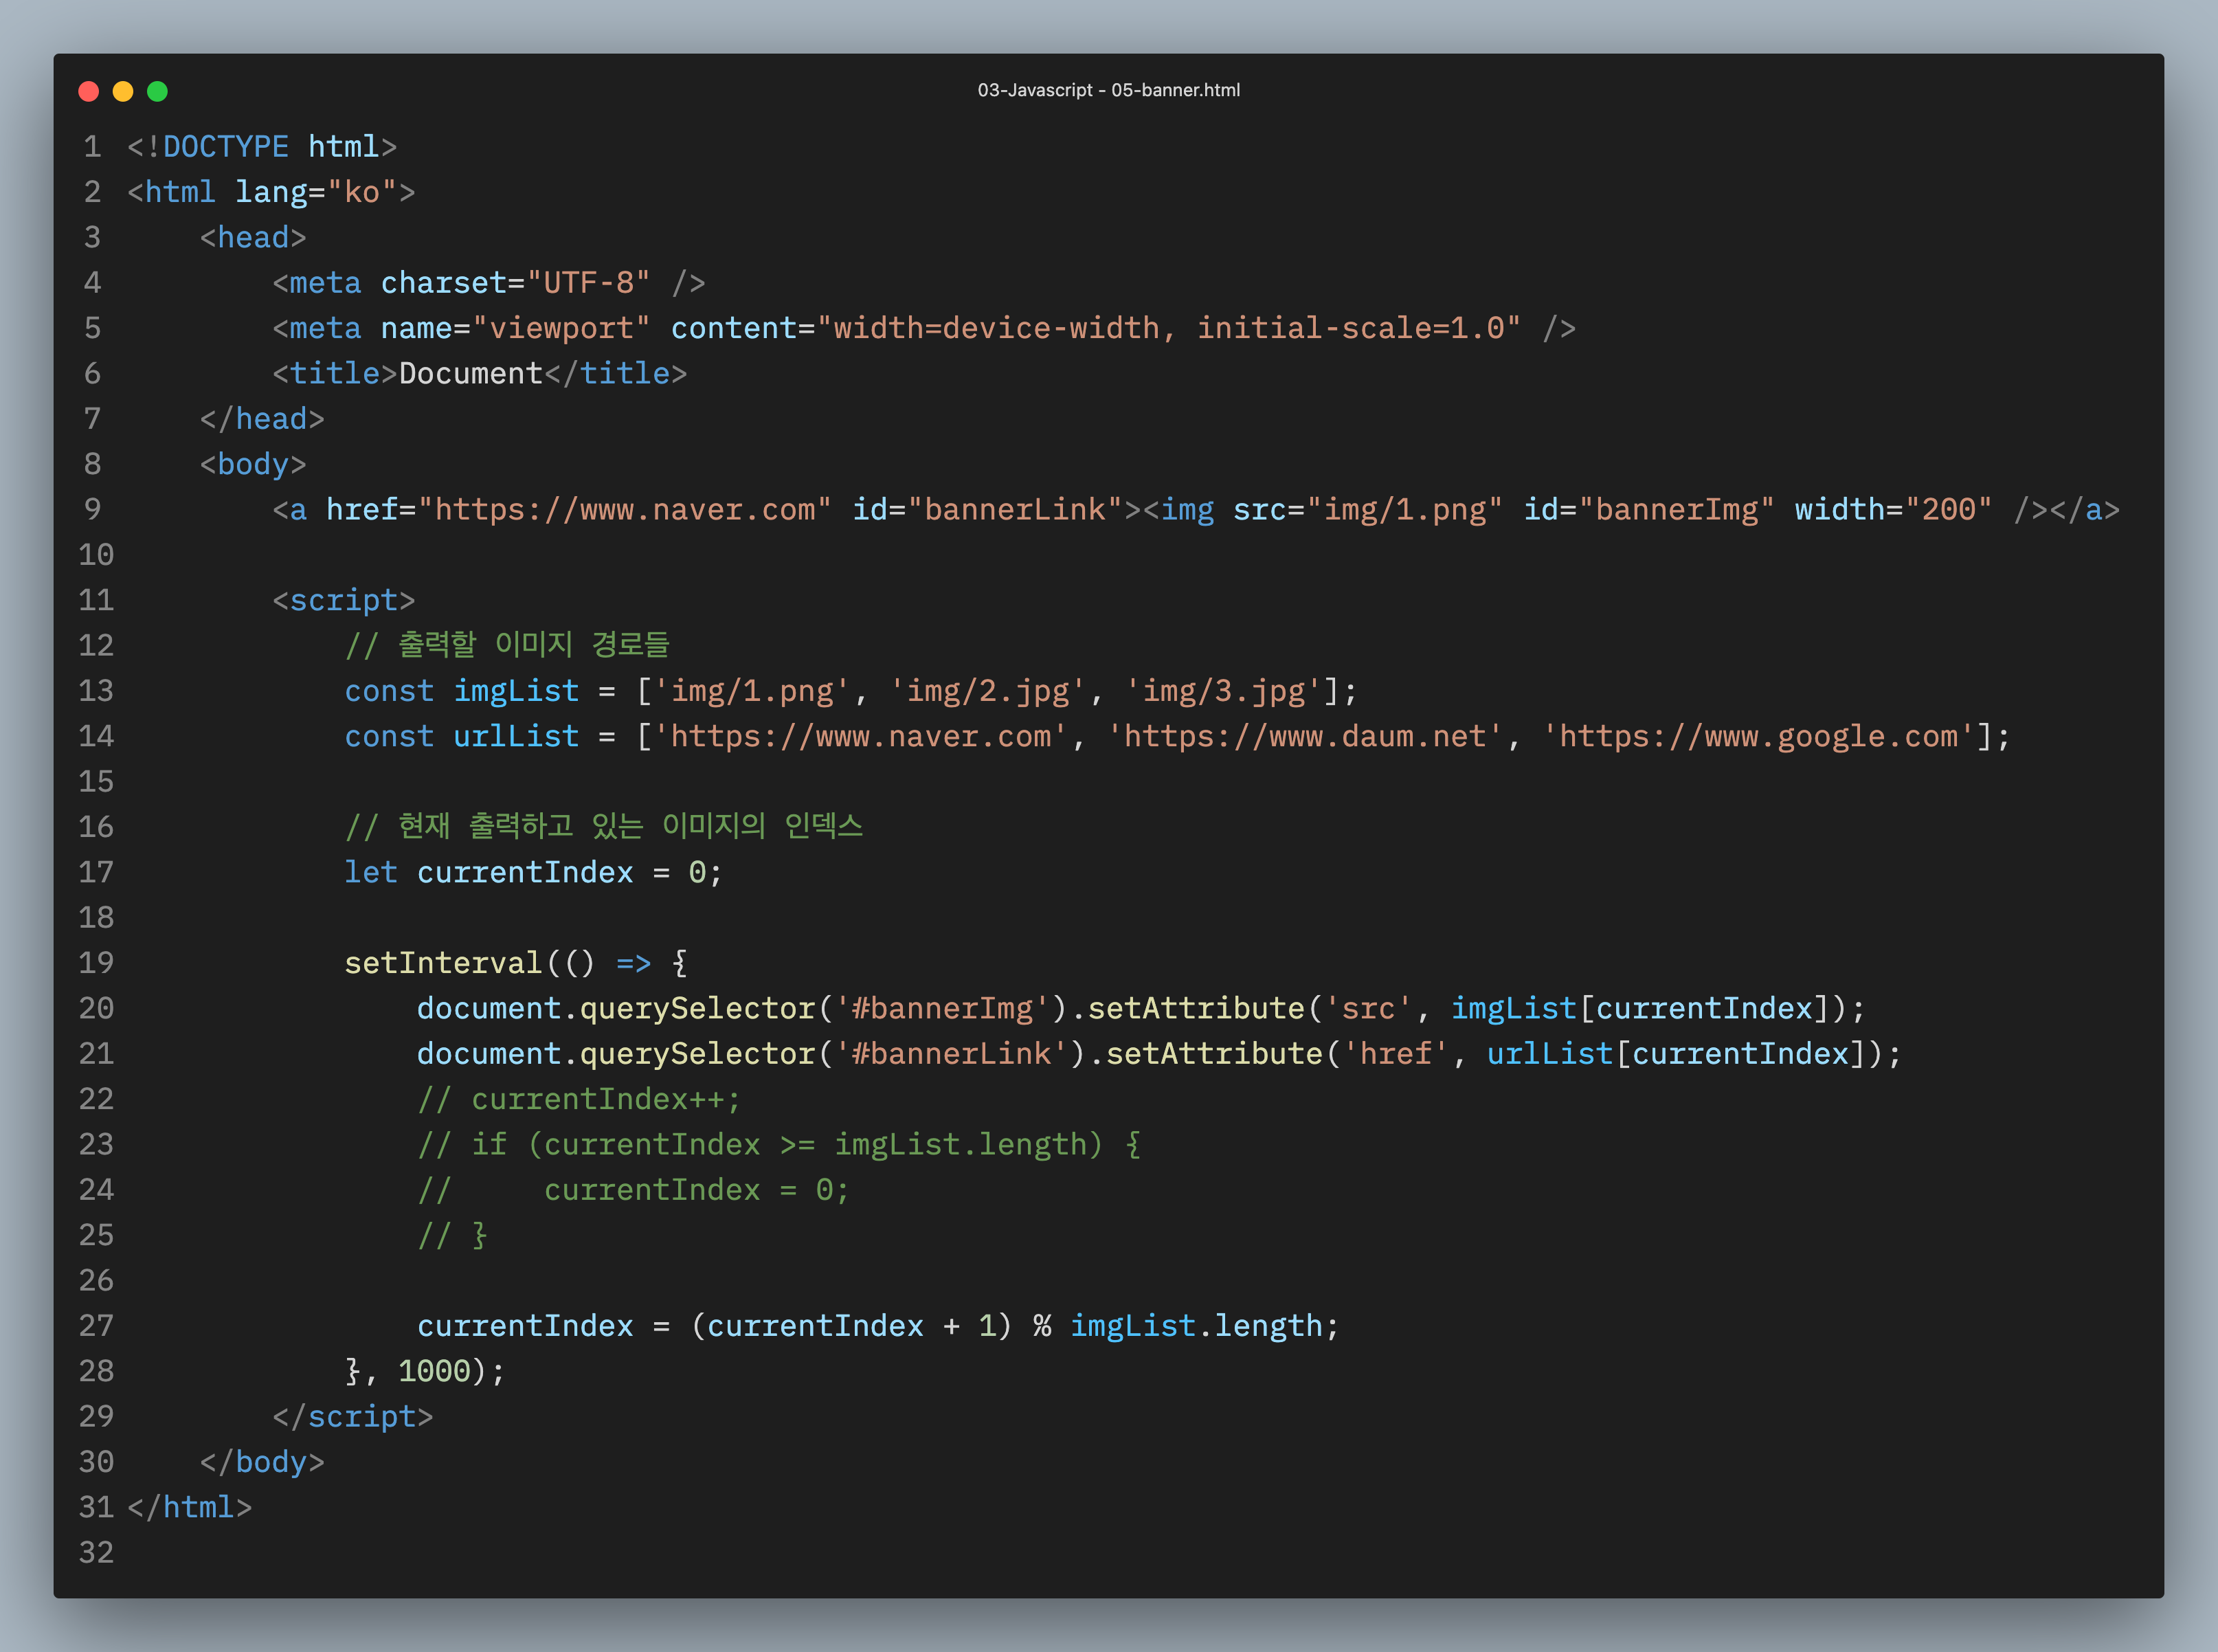 03-Javascript - 05-banner.html
1 <!DOCTYPE html>
2 <html lang="ko">
3     <head>
4         <meta charset="UTF-8" />
5         <meta name="viewport" content="width=device-width, initial-scale=1.0" />
6         <title>Document</title>
7     </head>
8     <body>
9         <a href="https://www.naver.com" id="bannerLink"><img src="img/1.png" id="bannerImg" width="200" /></a>
10
11         <script>
12             // 출력할 이미지 경로들
13             const imgList = ['img/1.png', 'img/2.jpg', 'img/3.jpg'];
14             const urlList = ['https://www.naver.com', 'https://www.daum.net', 'https://www.google.com'];
15
16             // 현재 출력하고 있는 이미지의 인덱스
17             let currentIndex = 0;
18
19             setInterval(() => {
20                 document.querySelector('#bannerImg').setAttribute('src', imgList[currentIndex]);
21                 document.querySelector('#bannerLink').setAttribute('href', urlList[currentIndex]);
22                 // currentIndex++;
23                 // if (currentIndex >= imgList.length) {
24                 //     currentIndex = 0;
25                 // }
26
27                 currentIndex = (currentIndex + 1) % imgList.length;
28             }, 1000);
29         </script>
30     </body>
31 </html>
32